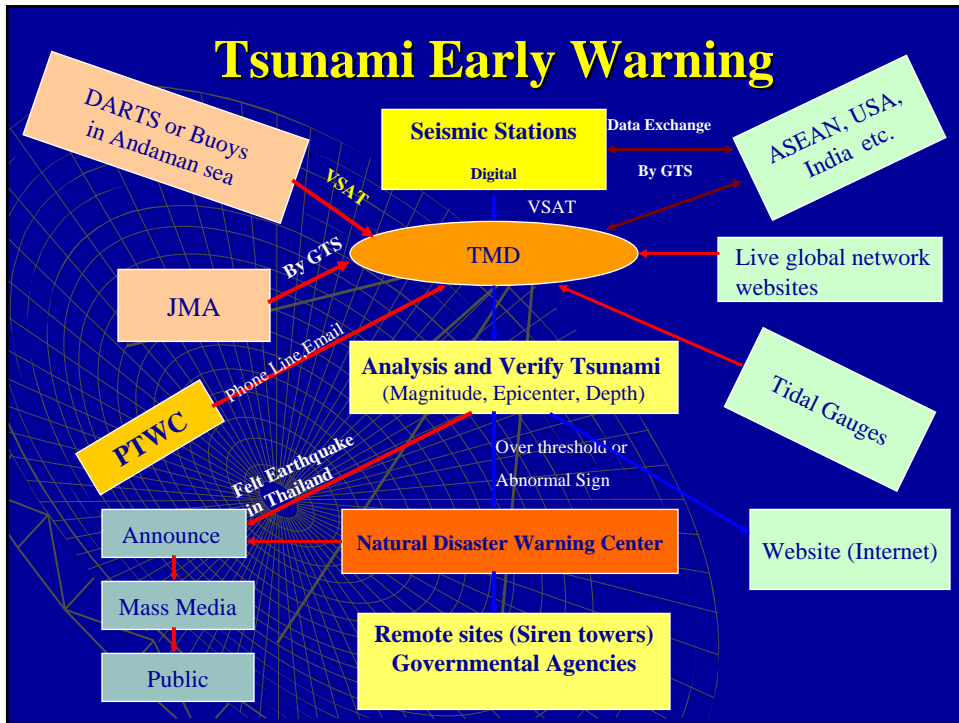 Tsunami Early Warning
DARTS or Buoys
in Andaman sea
VSAT
Seismic Stations
Digital
Data Exchange
By GTS
ASEAN, USA,
India etc.
VSAT
TMD
By GTS
JMA
Live global network
websites
Phone Line,Email
PTWC
Analysis and Verify Tsunami
(Magnitude, Epicenter, Depth)
Tidal Gauges
Felt Earthquake
in Thailand
Over threshold or
Abnormal Sign
Announce
Natural Disaster Warning Center
Website (Internet)
Mass Media
Remote sites (Siren towers)
Governmental Agencies
Public